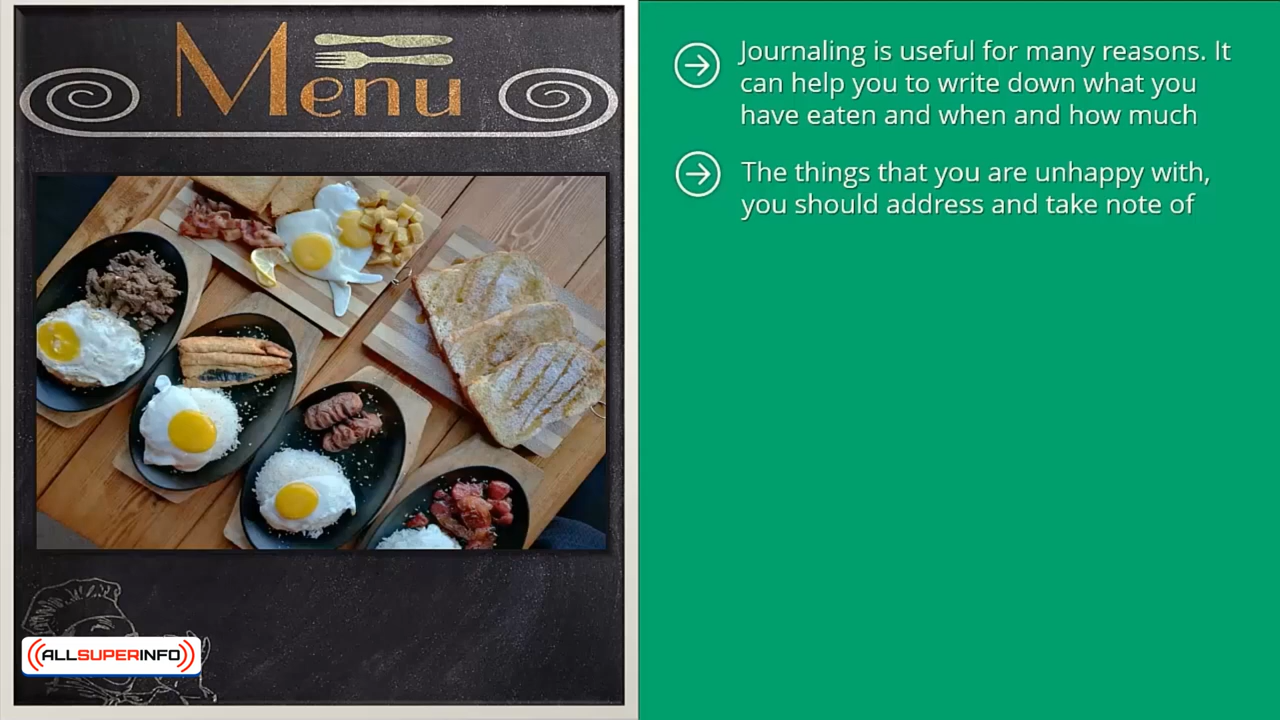 Menu
Journaling is useful for many reasons. It
can help you to write down what you
have eaten and when and how much
The things that you are unhappy with,
you should address and take note of
ALLSUPERINFO